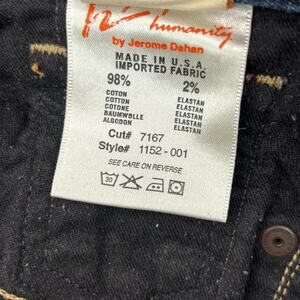 humanity
by Jerome Dahan
MADE IN U.S.A.
IMPORTED FABRIC
98% 2%
COTTON ELASTAN
COTTON ELASTAN
COTONE ELASTAN
BAUMWOLLE ELASTAN
ALGODON ELASTAN
Cut# 7167
Style# 1152-001
SEE CARE ON REVERSE
30